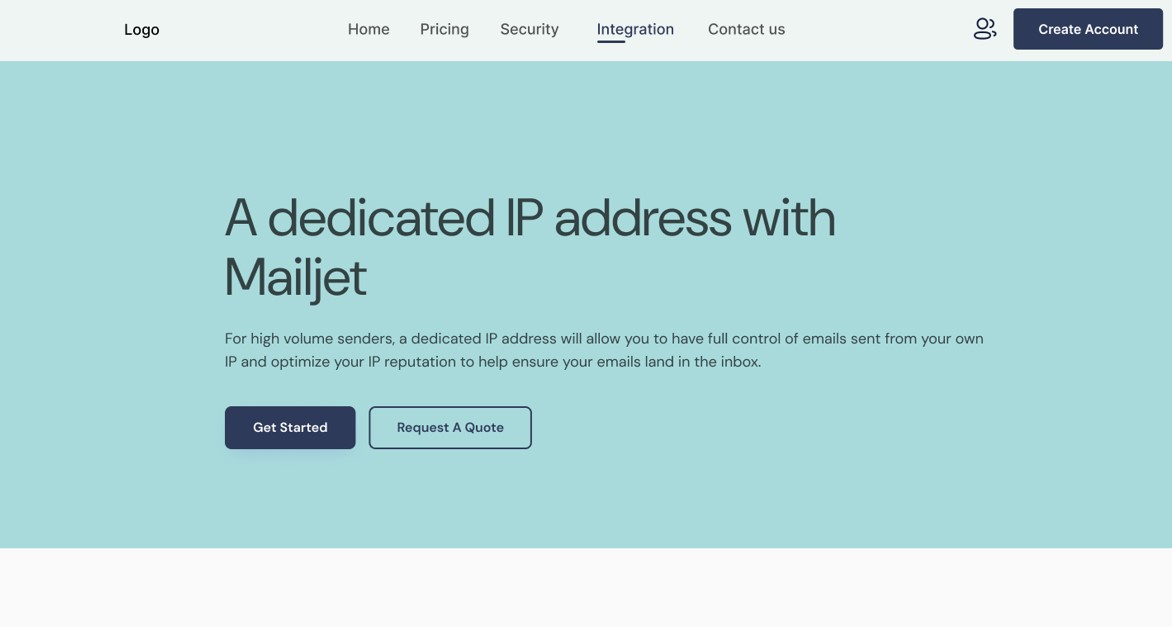 Logo
Home
Pricing
Security
Integration
Contact us
Create Account
A dedicated IP address with
Mailjet
For high volume senders, a dedicated IP address will allow you to have full control of emails sent from your own
IP and optimize your IP reputation to help ensure your emails land in the inbox.
Get Started
Request A Quote